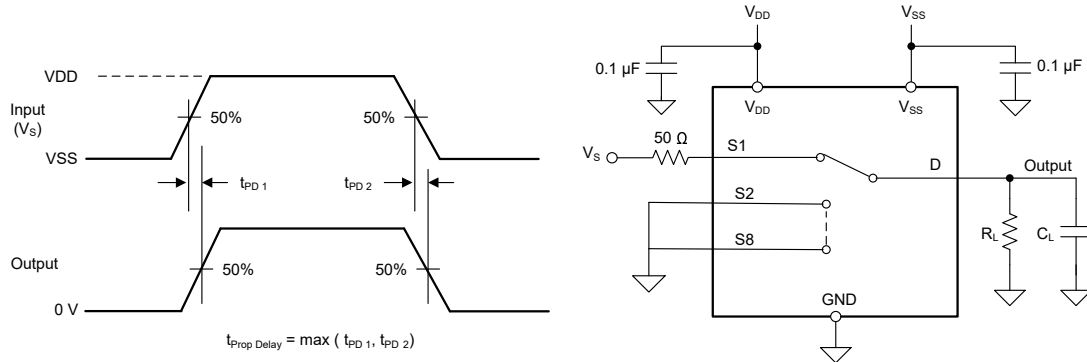 VDD
Input
(VS)
VSS
50%
50%
tPD 1
tPD 2
Output
0 V
50%
50%
tProp Delay = max ( tPD 1, tPD 2)
VDD
VSS
0.1 µF
0.1 µF
VDD
VSS
50 Ω
VS
S1
D
Output
S2
S8
RL
CL
GND